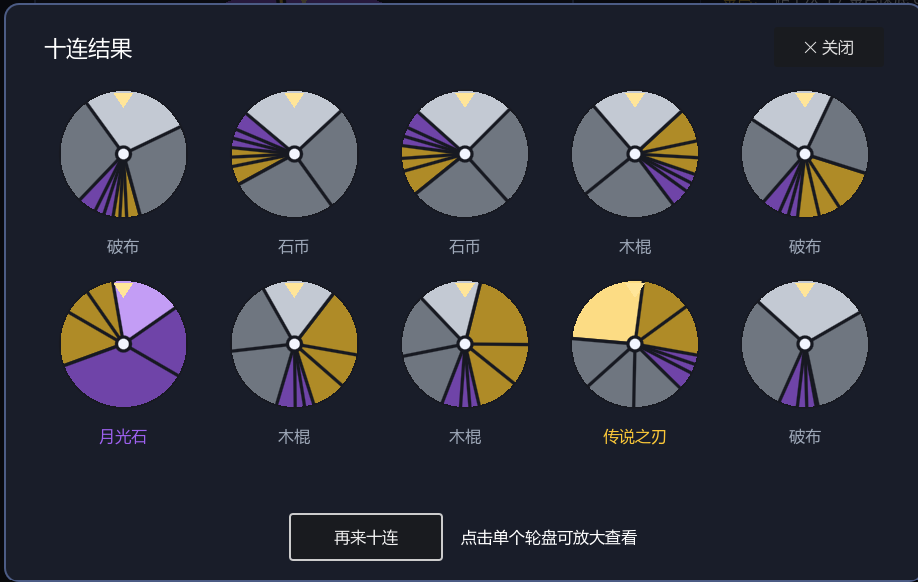 十连结果
× 关闭
破布
石币
石币
木棍
破布
月光石
木棍
木棍
传说之刃
破布
再来十连
点击单个轮盘可放大查看